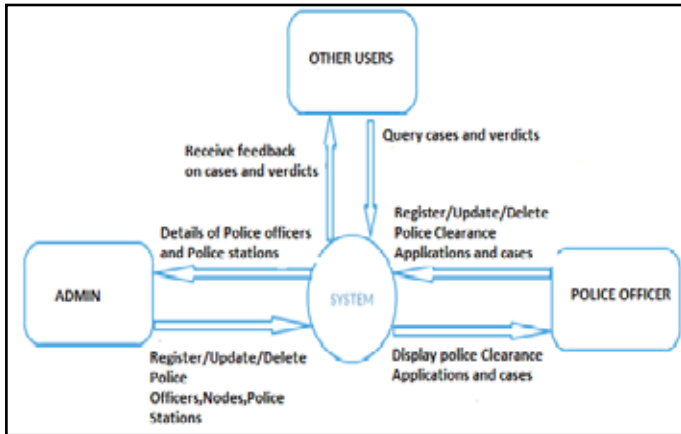 OTHER USERS
Query cases and verdicts
Receive feedback
on cases and verdicts
Register/Update/Delete
Police Clearance
Applications and cases
Details of Police officers
and Police stations
ADMIN
SYSTEM
POLICE OFFICER
Register/Update/Delete
Police
Officers,Nodes,Police
Stations
Display police Clearance
Applications and cases